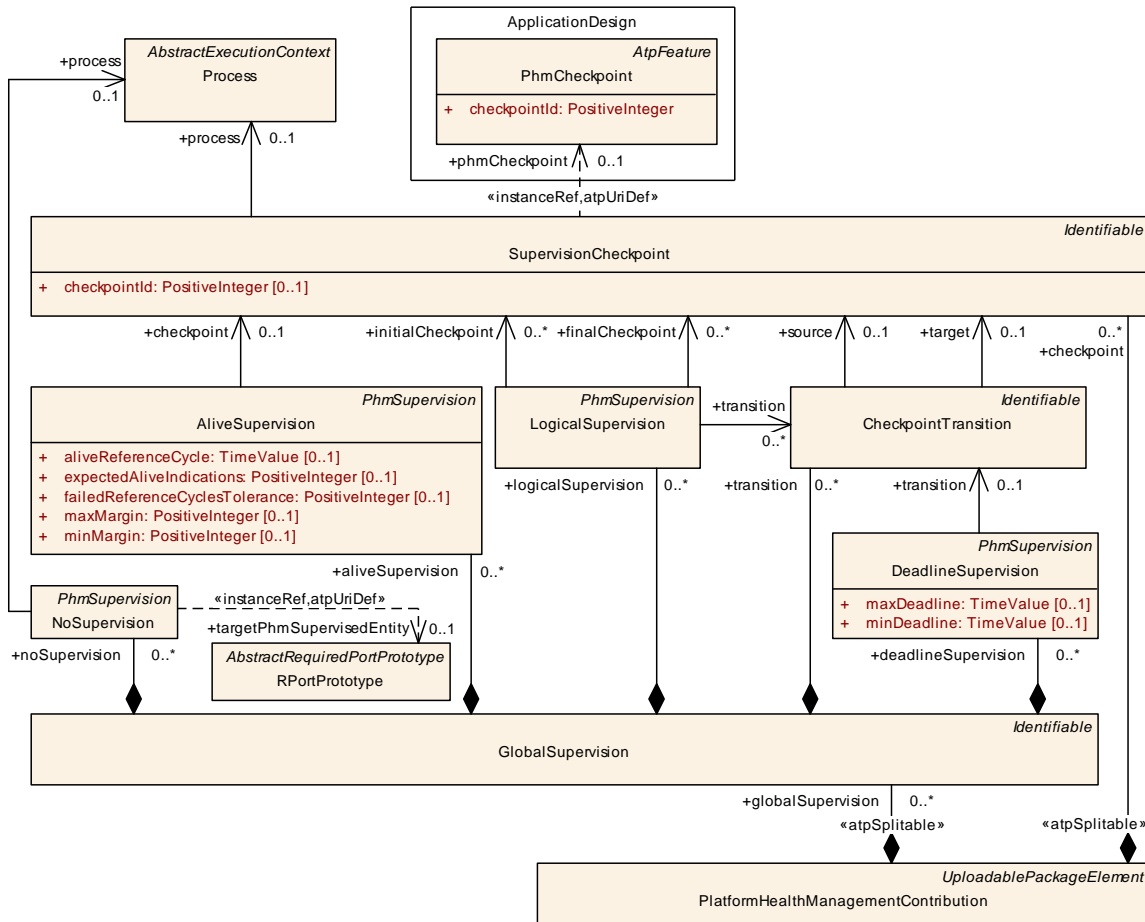 ApplicationDesign
AbstractExecutionContext
Process
+process
0..1
AtpFeature
PhmCheckpoint
+ checkpointId: PositiveInteger
+process
0..1
+phmCheckpoint
0..1
«instanceRef,atpUriDef»
Identifiable
SupervisionCheckpoint
+ checkpointId: PositiveInteger [0..1]
+checkpoint
0..1
+initialCheckpoint
0..*
+finalCheckpoint
0..*
+source
0..1
+target
0..1
0..*
+checkpoint
PhmSupervision
AliveSupervision
+ aliveReferenceCycle: TimeValue [0..1]
+ expectedAliveIndications: PositiveInteger [0..1]
+ failedReferenceCyclesTolerance: PositiveInteger [0..1]
+ maxMargin: PositiveInteger [0..1]
+ minMargin: PositiveInteger [0..1]
PhmSupervision
LogicalSupervision
+transition
0..*
Identifiable
CheckpointTransition
+logicalSupervision
0..*
+transition
0..*
+transition
0..1
PhmSupervision
DeadlineSupervision
+ maxDeadline: TimeValue [0..1]
+ minDeadline: TimeValue [0..1]
+aliveSupervision
0..*
PhmSupervision
NoSupervision
«instanceRef,atpUriDef»
+targetPhmSupervisedEntity
0..1
AbstractRequiredPortPrototype
RPortPrototype
+noSupervision
0..*
+deadlineSupervision
0..*
Identifiable
GlobalSupervision
+globalSupervision
0..*
«atpSplitable»
«atpSplitable»
UploadablePackageElement
PlatformHealthManagementContribution